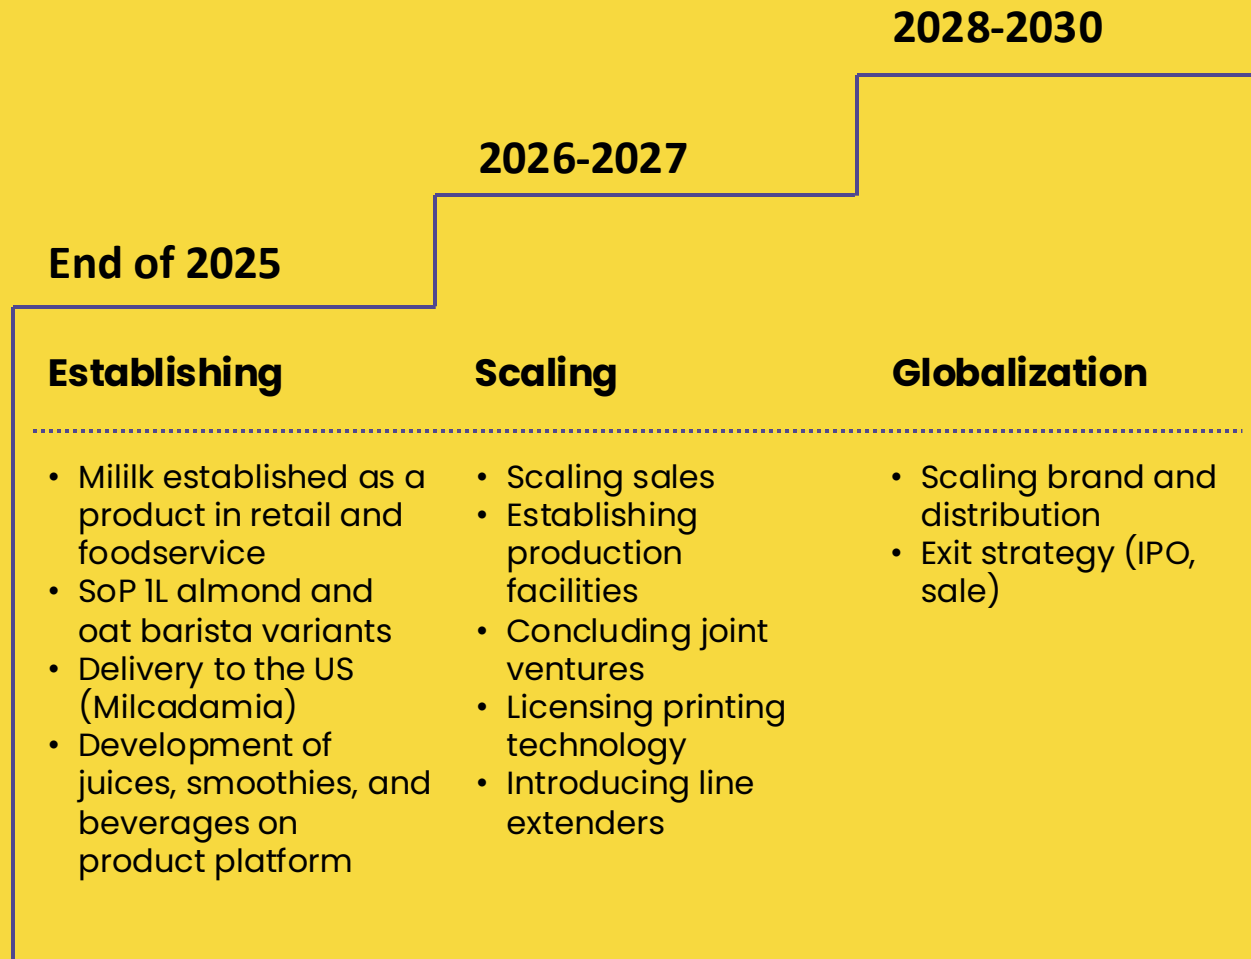 2028-2030
2026-2027
End of 2025
Establishing
• Mililk established as a
product in retail and
foodservice
• SoP 1L almond and
oat barista variants
• Delivery to the US
(Milcadamia)
• Development of
juices, smoothies, and
beverages on
product platform
Scaling
• Scaling sales
• Establishing
production
facilities
• Concluding joint
ventures
• Licensing printing
technology
• Introducing line
extenders
Globalization
• Scaling brand and
distribution
• Exit strategy (IPO,
sale)